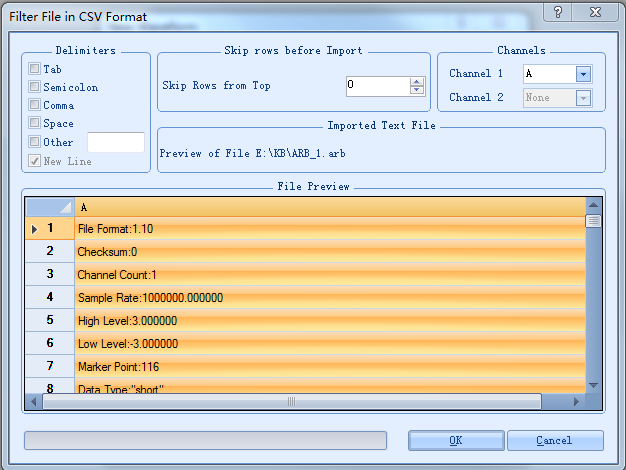 Filter File in CSV Format
Delimiters
Tab
Semicolon
Comma
Space
Other
New Line
Skip rows before Import
Skip Rows from Top
0
Channels
Channel 1
A
Channel 2
None
Imported Text File
Preview of File E:\KB\ARB_1.arb
File Preview
A
1 File Format:1.10
2 Checksum:0
3 Channel Count:1
4 Sample Rate:1000000.000000
5 High Level:3.000000
6 Low Level:-3.000000
7 Marker Point:116
8 Data Type:"short"
OK
Cancel